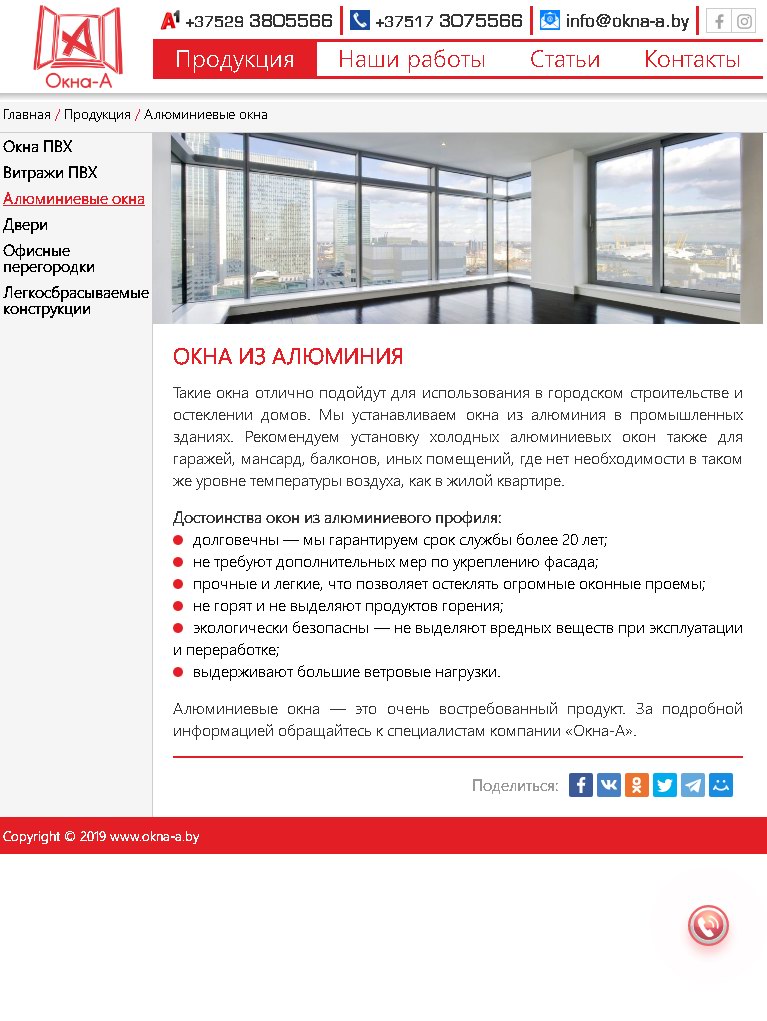 Окна-А
A1 +37529 3805566
+37517 3075566
info@okna-a.by
Продукция
Наши работы
Статьи
Контакты
Главная / Продукция / Алюминиевые окна
Окна ПВХ
Витражи ПВХ
Алюминиевые окна
Двери
Офисные
перегородки
Легкосбрасываемые
конструкции
ОКНА ИЗ АЛЮМИНИЯ
Такие окна отлично подойдут для использования в городском строительстве и
остеклении домов. Мы устанавливаем окна из алюминия в промышленных
зданиях. Рекомендуем установку холодных алюминиевых окон также для
гаражей, мансард, балконов, иных помещений, где нет необходимости в таком
же уровне температуры воздуха, как в жилой квартире.
Достоинства окон из алюминиевого профиля:
долговечны — мы гарантируем срок службы более 20 лет;
не требуют дополнительных мер по укреплению фасада;
прочные и легкие, что позволяет остеклять огромные оконные проемы;
не горят и не выделяют продуктов горения;
экологически безопасны — не выделяют вредных веществ при эксплуатации
и переработке;
выдерживают большие ветровые нагрузки.
Алюминиевые окна — это очень востребованный продукт. За подробной
информацией обращайтесь к специалистам компании «Окна-А».
Поделиться:
Copyright © 2019 www.okna-a.by